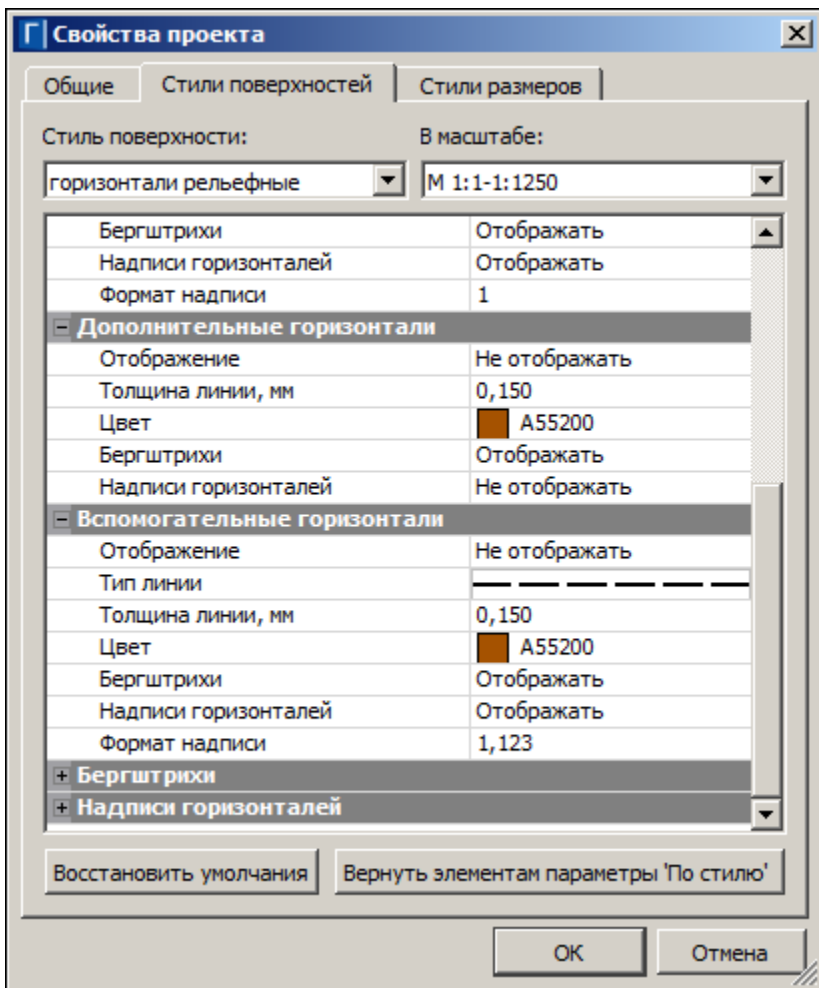 Г Свойства проекта
Общие Стили поверхностей Стили размеров
Стиль поверхности: В масштабе:
горизонтали рельефные М 1:1-1:1250
Бергштрихи Отображать
Надписи горизонталей Отображать
Формат надписи 1
Дополнительные горизонтали
Отображение Не отображать
Толщина линии, мм 0,150
Цвет A55200
Бергштрихи Отображать
Надписи горизонталей Не отображать
Вспомогательные горизонтали
Отображение Не отображать
Тип линии
Толщина линии, мм 0,150
Цвет A55200
Бергштрихи Отображать
Надписи горизонталей Отображать
Формат надписи 1,123
Бергштрихи
Надписи горизонталей
Восстановить умолчания Вернуть элементам параметры 'По стилю'
ОК Отмена